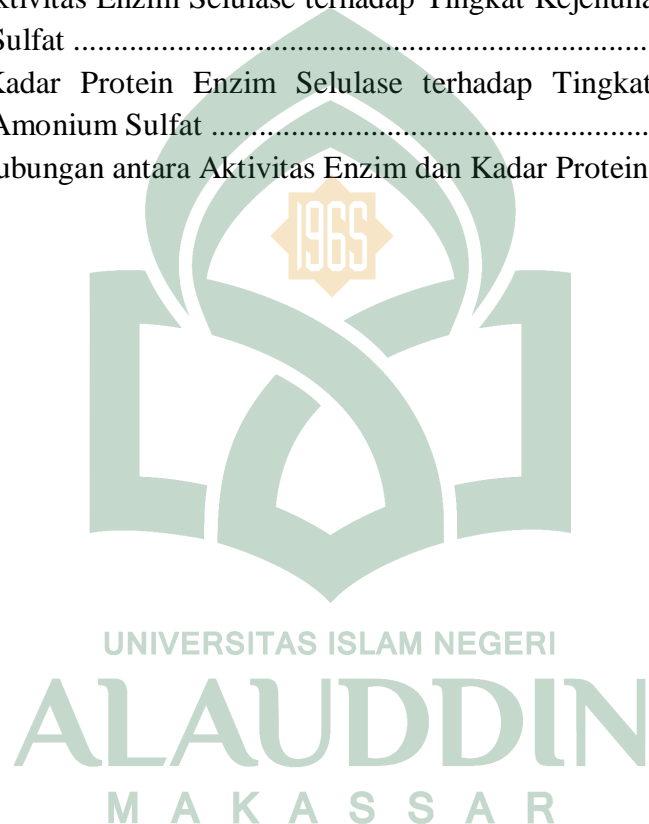 ktivitas Enzim Selulase terhadap Tingkat Kejenuha
Sulfat ....................................................................
Kadar Protein Enzim Selulase terhadap Tingkat
Amonium Sulfat ....................................................
ubungan antara Aktivitas Enzim dan Kadar Protein
1965
UNIVERSITAS ISLAM NEGERI
ALAUDDIN
MAKASSAR